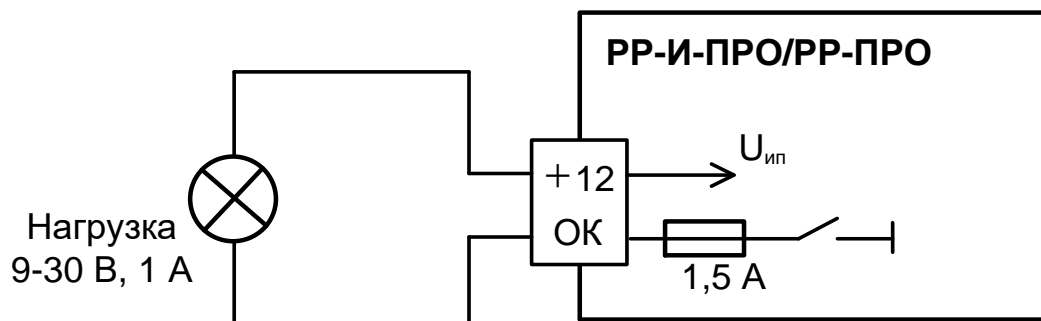 РР-И-ПРО/РР-ПРО
+12
Uип
ОК
Нагрузка
9-30 В, 1 А
1,5 А